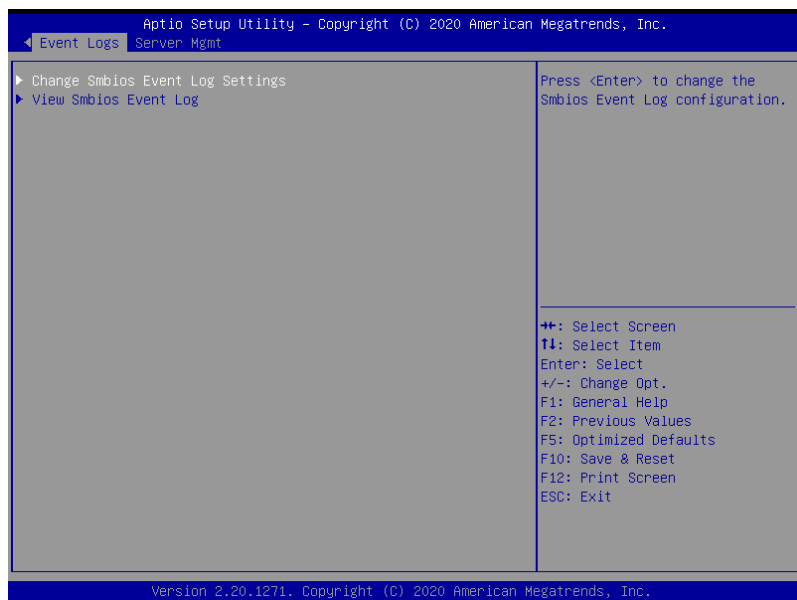 Aptio Setup Utility – Copyright (C) 2020 American Megatrends, Inc.
Event Logs Server Mgmt
Change Smbios Event Log Settings
View Smbios Event Log
Press <Enter> to change the
Smbios Event Log configuration.
→←: Select Screen
↑↓: Select Item
Enter: Select
+/-: Change Opt.
F1: General Help
F2: Previous Values
F5: Optimized Defaults
F10: Save & Reset
F12: Print Screen
ESC: Exit
Version 2.20.1271. Copyright (C) 2020 American Megatrends, Inc.